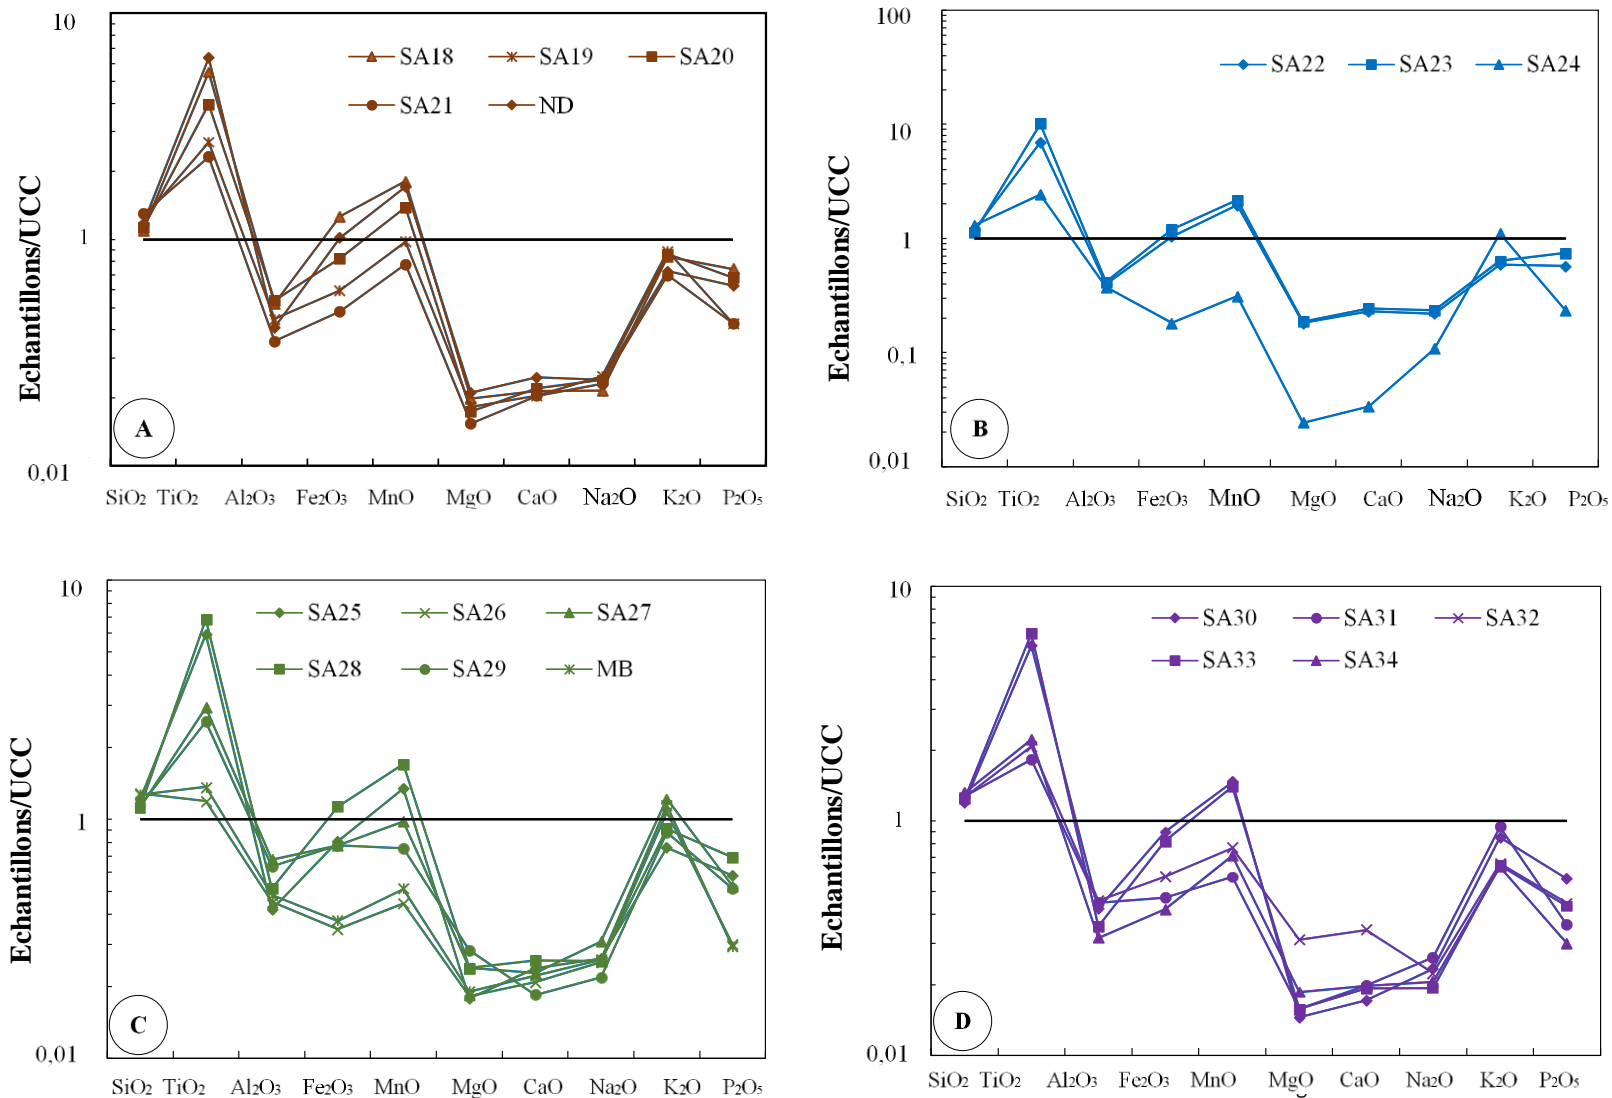 10
1
0,01
Echantillons/UCC
SA18 SA19 SA20
SA21 ND
A
SiO₂ TiO₂ Al₂O₃ Fe₂O₃ MnO MgO CaO Na₂O K₂O P₂O₅
100
10
1
0,1
0,01
Echantillons/UCC
SA22 SA23 SA24
B
SiO₂ TiO₂ Al₂O₃ Fe₂O₃ MnO MgO CaO Na₂O K₂O P₂O₅
10
1
0,01
Echantillons/UCC
SA25 SA26 SA27
SA28 SA29 MB
C
SiO₂ TiO₂ Al₂O₃ Fe₂O₃ MnO MgO CaO Na₂O K₂O P₂O₅
10
1
0,01
Echantillons/UCC
SA30 SA31 SA32
SA33 SA34
D
SiO₂ TiO₂ Al₂O₃ Fe₂O₃ MnO MgO CaO Na₂O K₂O P₂O₅